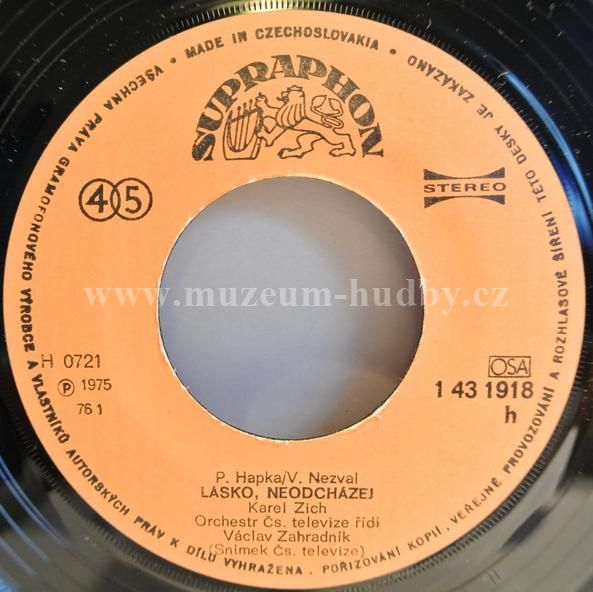 VŠECHNA PRÁVA GRAMOFONOVÉHO VÝROBCE A VLASTNÍKŮ AUTORSKÝCH PRÁV K DÍLU VYHRAŽENA. POŘIZOVÁNÍ KOPIÍ, VEŘEJNÉ PROVOZOVÁNÍ A ROZHLASOVÉ ŠÍŘENÍ TÉTO DESKY JE ZAKÁZÁNO • MADE IN CZECHOSLOVAKIA •
SUPRAPHON
45
STEREO
www.muzeum-hudby.cz
H 0721
℗ 1975
76 1
OSA
1 43 1918
h
P. Hapka/V. Nezval
LÁSKO, NEODCHÁZEJ
Karel Zich
Orchestr Čs. televize řídí
Václav Zahradník
(Snímek Čs. televize)